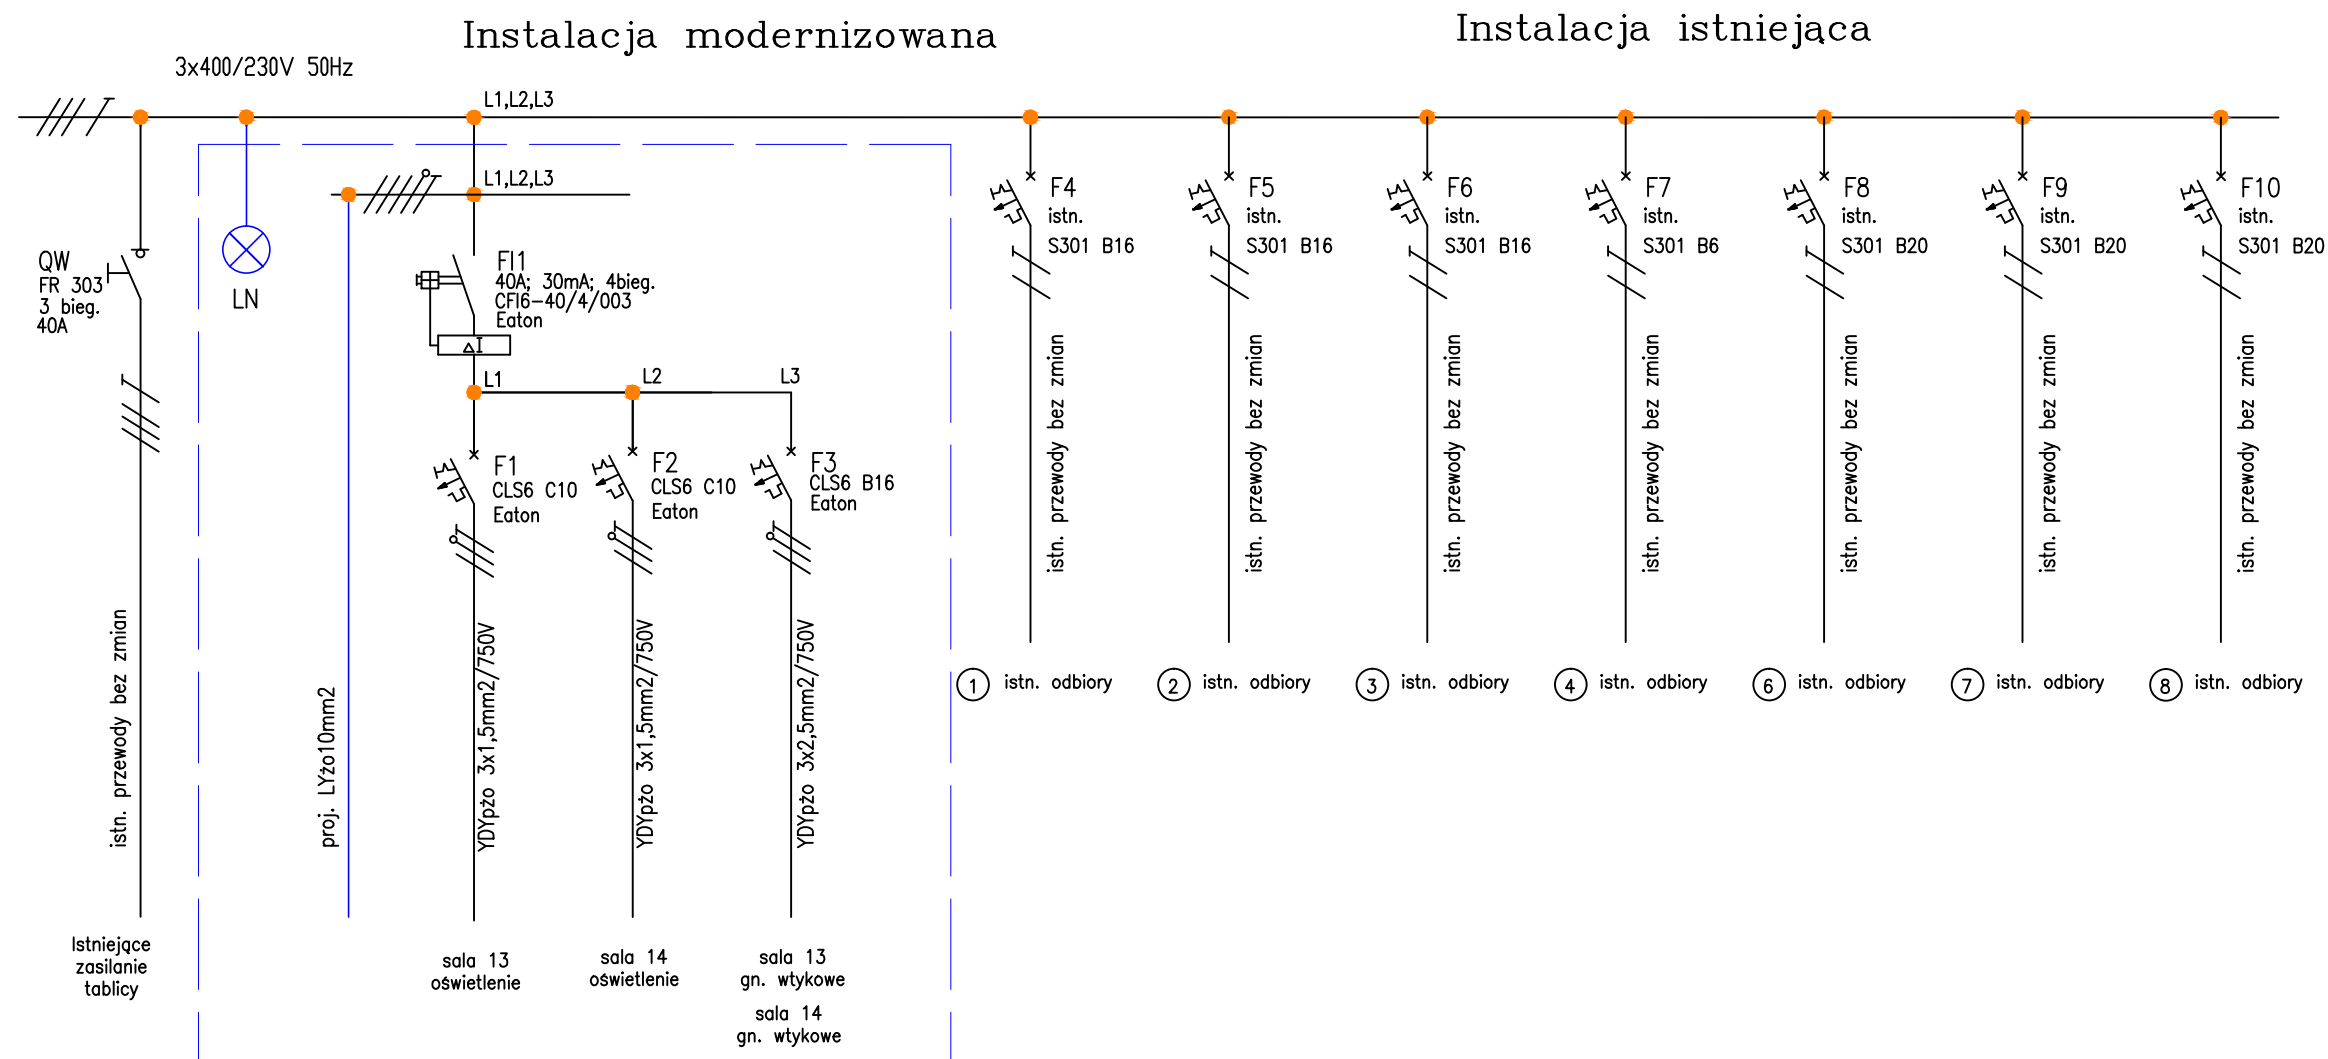 Instalacja modernizowana
Instalacja istniejąca
3x400/230V 50Hz
L1,L2,L3
L1,L2,L3
QW
FR 303
3 bieg.
40A
LN
FI1
40A; 30mA; 4bieg.
CFI6-40/4/003
Eaton
△I
L1
L2
L3
F1
CLS6 C10
Eaton
F2
CLS6 C10
Eaton
F3
CLS6 B16
Eaton
F4
istn.
S301 B16
F5
istn.
S301 B16
F6
istn.
S301 B16
F7
istn.
S301 B6
F8
istn.
S301 B20
F9
istn.
S301 B20
F10
istn.
S301 B20
istn. przewody bez zmian
proj. LYżo10mm2
YDYpżo 3x1,5mm2/750V
YDYpżo 3x1,5mm2/750V
YDYpżo 3x2,5mm2/750V
istn. przewody bez zmian
istn. przewody bez zmian
istn. przewody bez zmian
istn. przewody bez zmian
istn. przewody bez zmian
istn. przewody bez zmian
istn. przewody bez zmian
1 istn. odbiory
2 istn. odbiory
3 istn. odbiory
4 istn. odbiory
6 istn. odbiory
7 istn. odbiory
8 istn. odbiory
Istniejące
zasilanie
tablicy
sala 13
oświetlenie
sala 14
oświetlenie
sala 13
gn. wtykowe
sala 14
gn. wtykowe